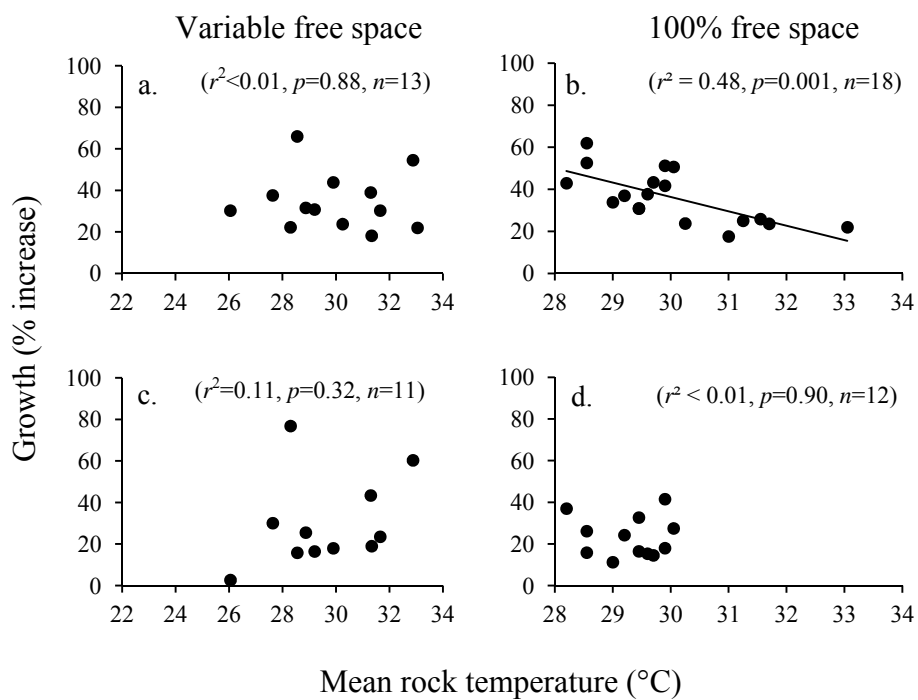 Variable free space
100% free space
Growth (% increase)
a.
(r²<0.01, p=0.88, n=13)
100
80
60
40
20
0
22 24 26 28 30 32 34
b.
(r² = 0.48, p=0.001, n=18)
100
80
60
40
20
0
28 29 30 31 32 33 34
c.
(r²=0.11, p=0.32, n=11)
100
80
60
40
20
0
22 24 26 28 30 32 34
d.
(r² < 0.01, p=0.90, n=12)
100
80
60
40
20
0
28 29 30 31 32 33 34
Mean rock temperature (°C)